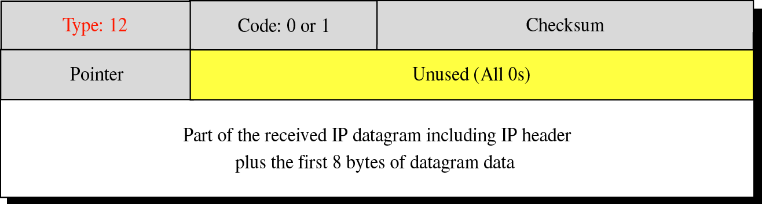 Type: 12
Code: 0 or 1
Checksum
Pointer
Unused (All 0s)
Part of the received IP datagram including IP header
plus the first 8 bytes of datagram data